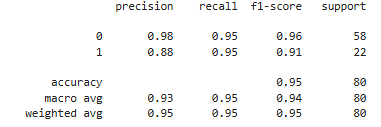 precision recall f1-score support
0 0.98 0.95 0.96 58
1 0.88 0.95 0.91 22
accuracy 0.95 80
macro avg 0.93 0.95 0.94 80
weighted avg 0.95 0.95 0.95 80